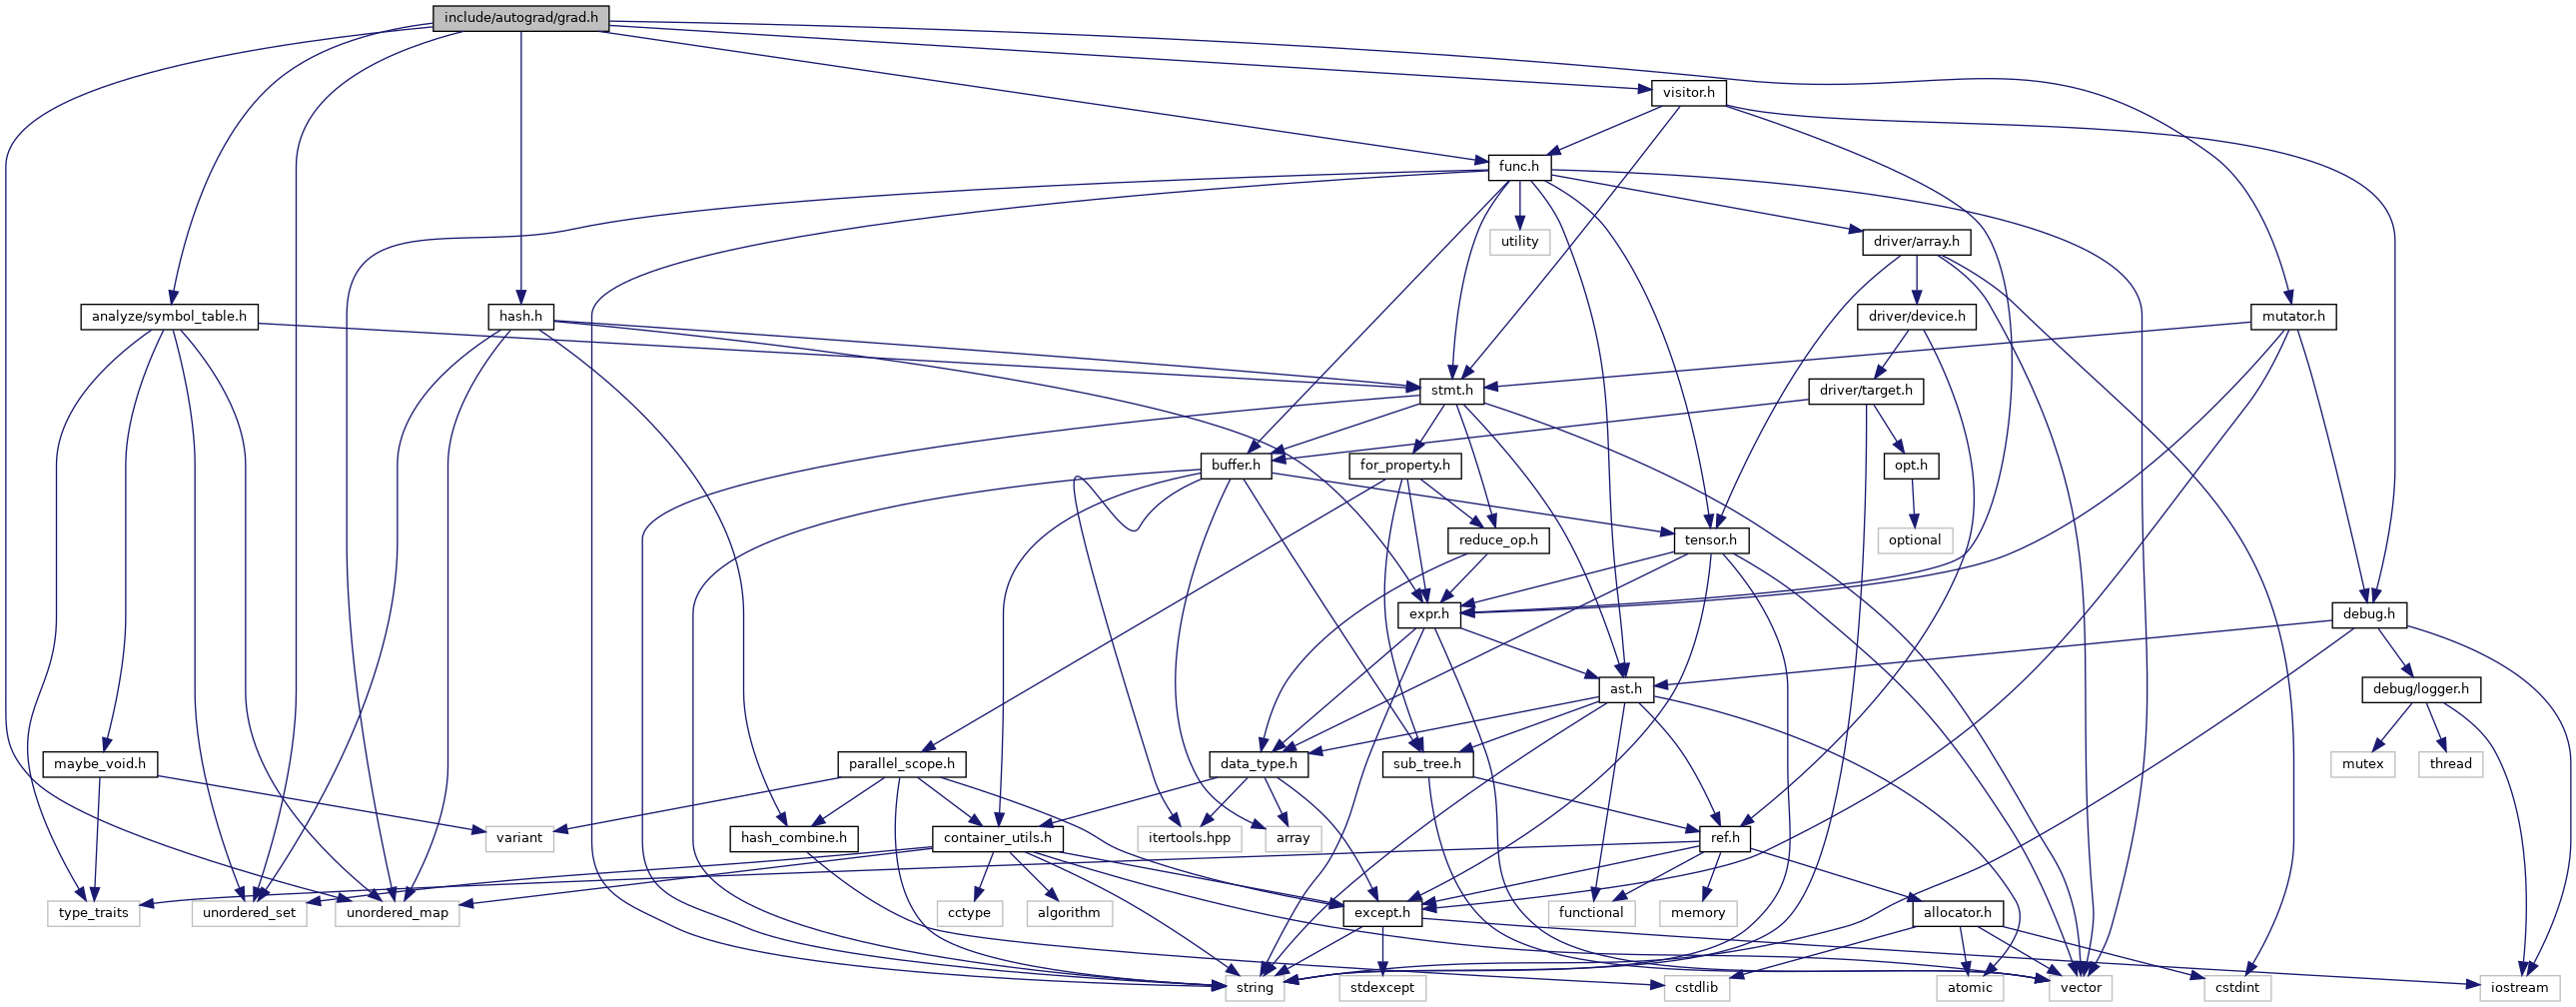 include/autograd/grad.h
visitor.h
func.h
utility
driver/array.h
analyze/symbol_table.h
hash.h
driver/device.h
mutator.h
stmt.h
driver/target.h
buffer.h
for_property.h
opt.h
reduce_op.h
tensor.h
optional
expr.h
debug.h
ast.h
debug/logger.h
maybe_void.h
parallel_scope.h
data_type.h
sub_tree.h
mutex
thread
variant
hash_combine.h
container_utils.h
itertools.hpp
array
ref.h
type_traits
unordered_set
unordered_map
cctype
algorithm
except.h
functional
memory
allocator.h
string
stdexcept
cstdlib
atomic
vector
cstdint
iostream